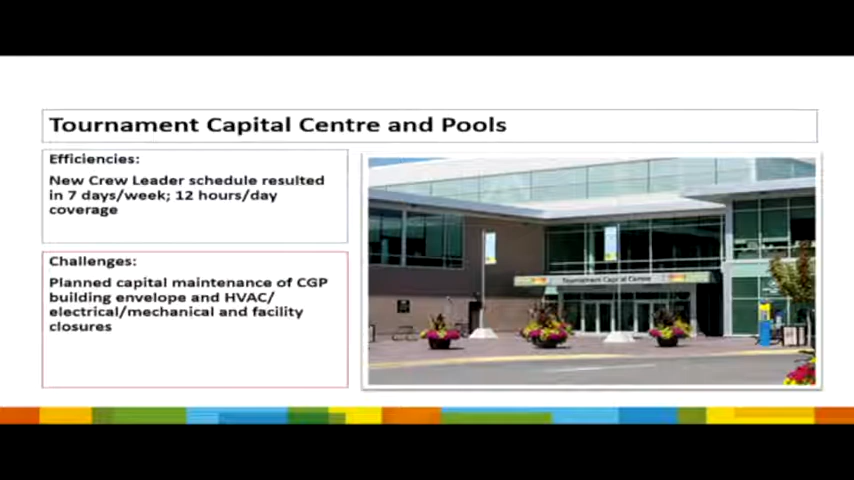 Tournament Capital Centre and Pools
Efficiencies:
New Crew Leader schedule resulted
in 7 days/week; 12 hours/day
coverage
Challenges:
Planned capital maintenance of CGP
building envelope and HVAC/
electrical/mechanical and facility
closures
Tournament Capital Centre